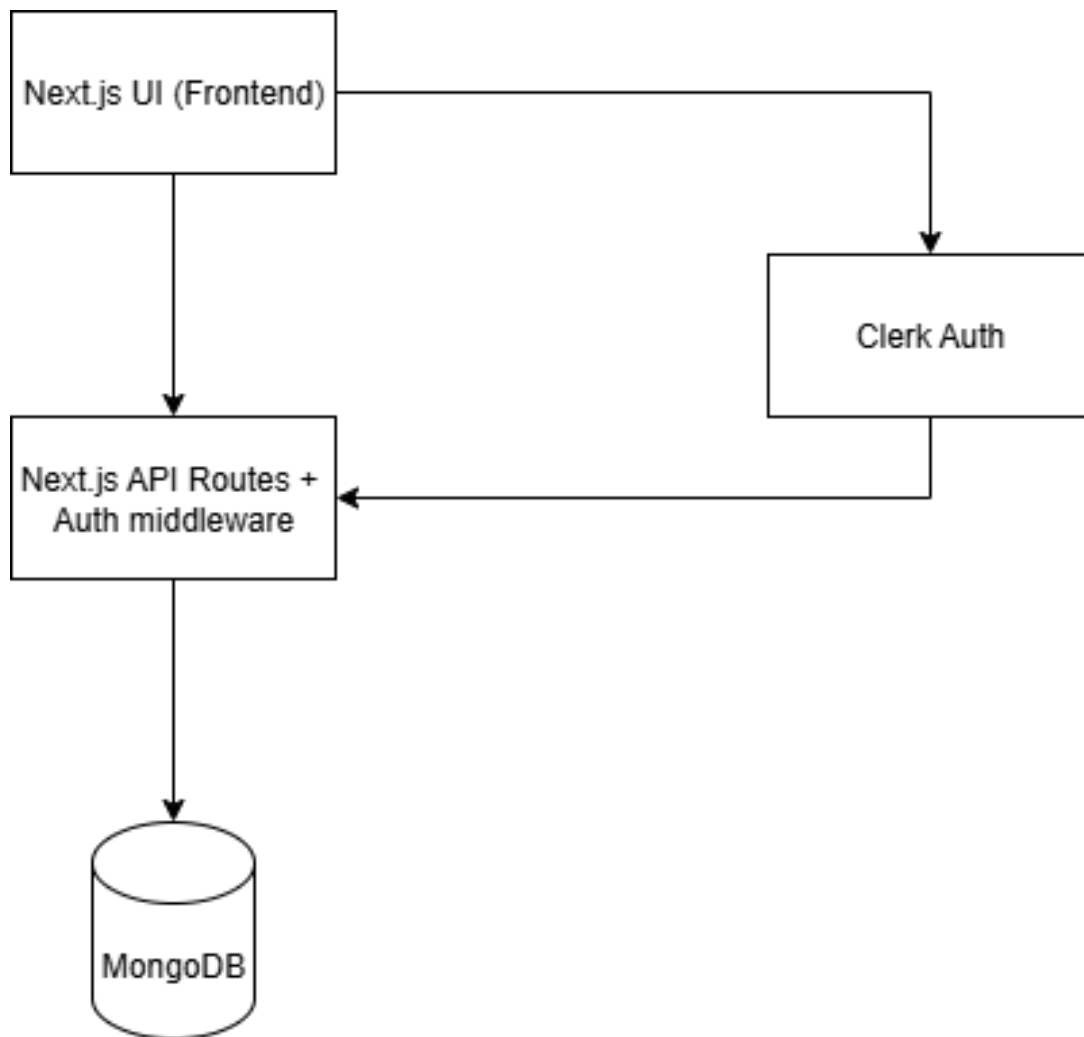 Next.js UI (Frontend)
Clerk Auth
Next.js API Routes +
Auth middleware
MongoDB